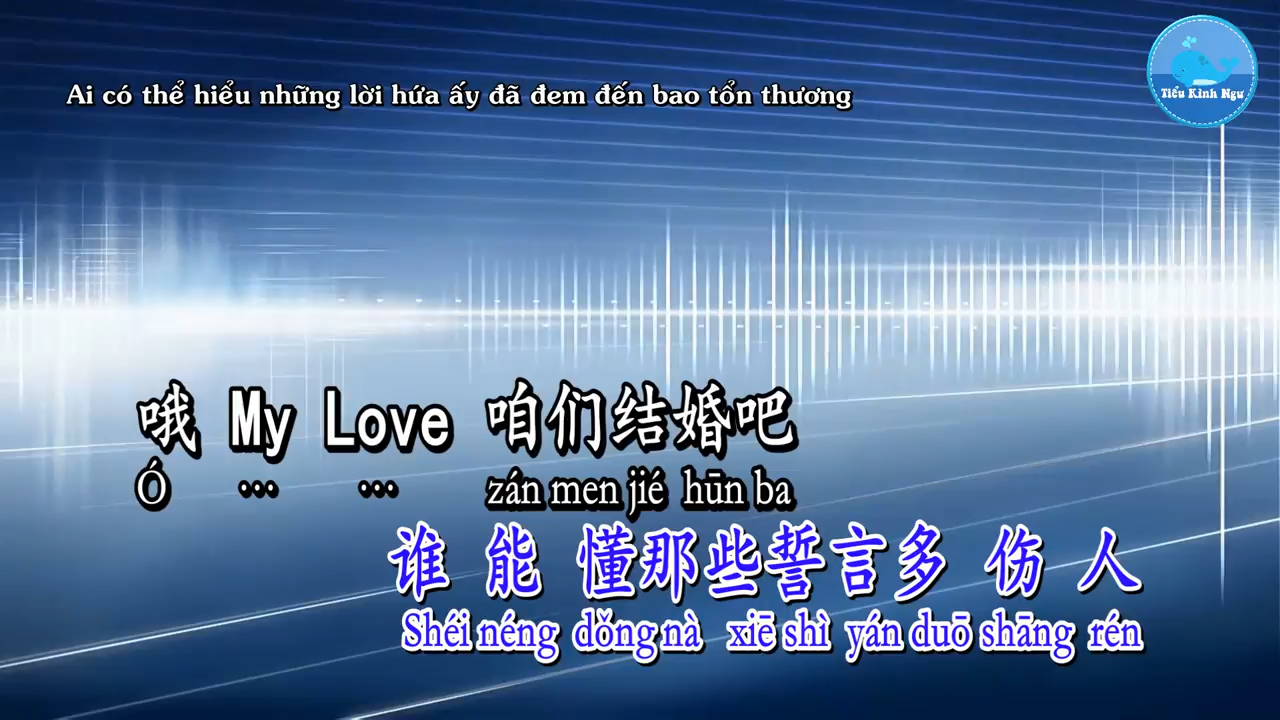 Tiểu Kình Ngư
Ai có thể hiểu những lời hứa ấy đã đem đến bao tổn thương
哦 My Love 咱们结婚吧
Ó ... ... zán men jié hūn ba
谁 能 懂那些誓言多 伤 人
Shéi néng dǒng nà xiē shì yán duō shāng rén